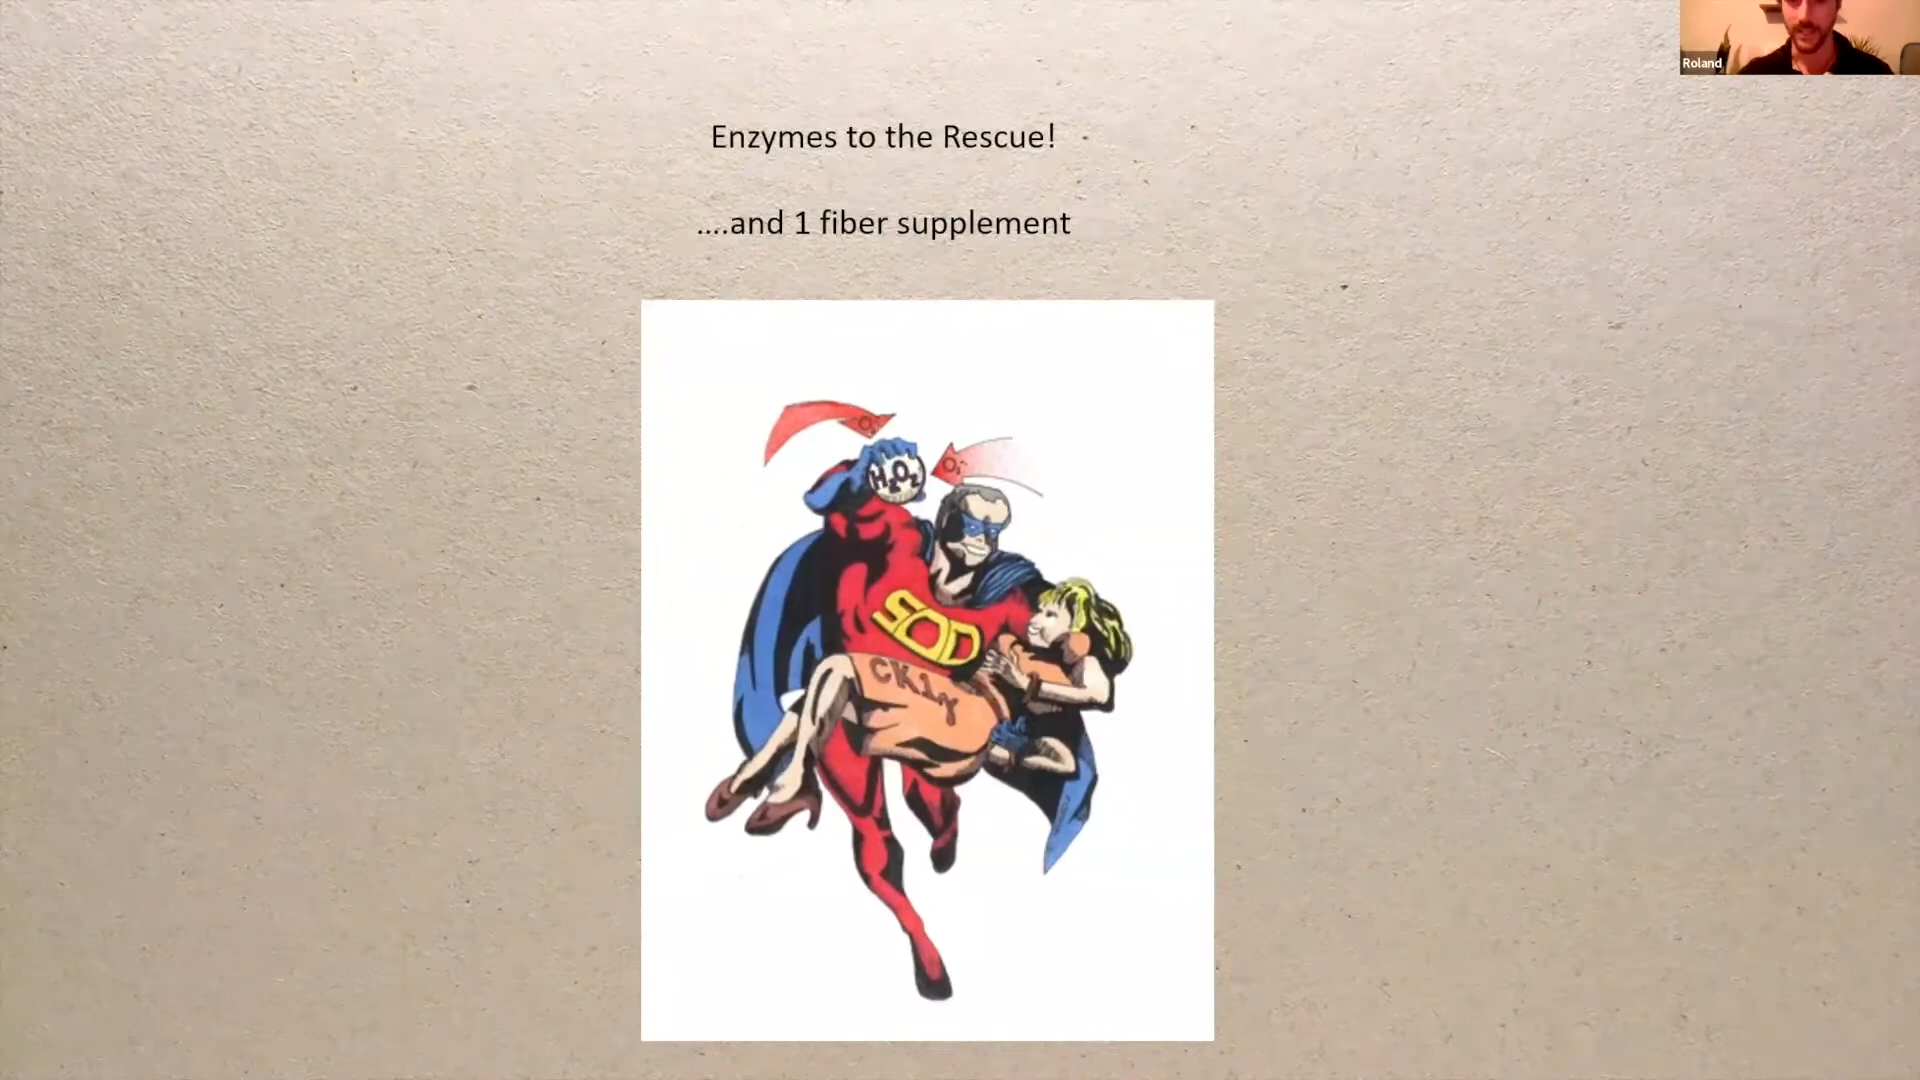 Roland
Enzymes to the Rescue!
....and 1 fiber supplement
O₂
H₂O₂
SOD
CK1γ